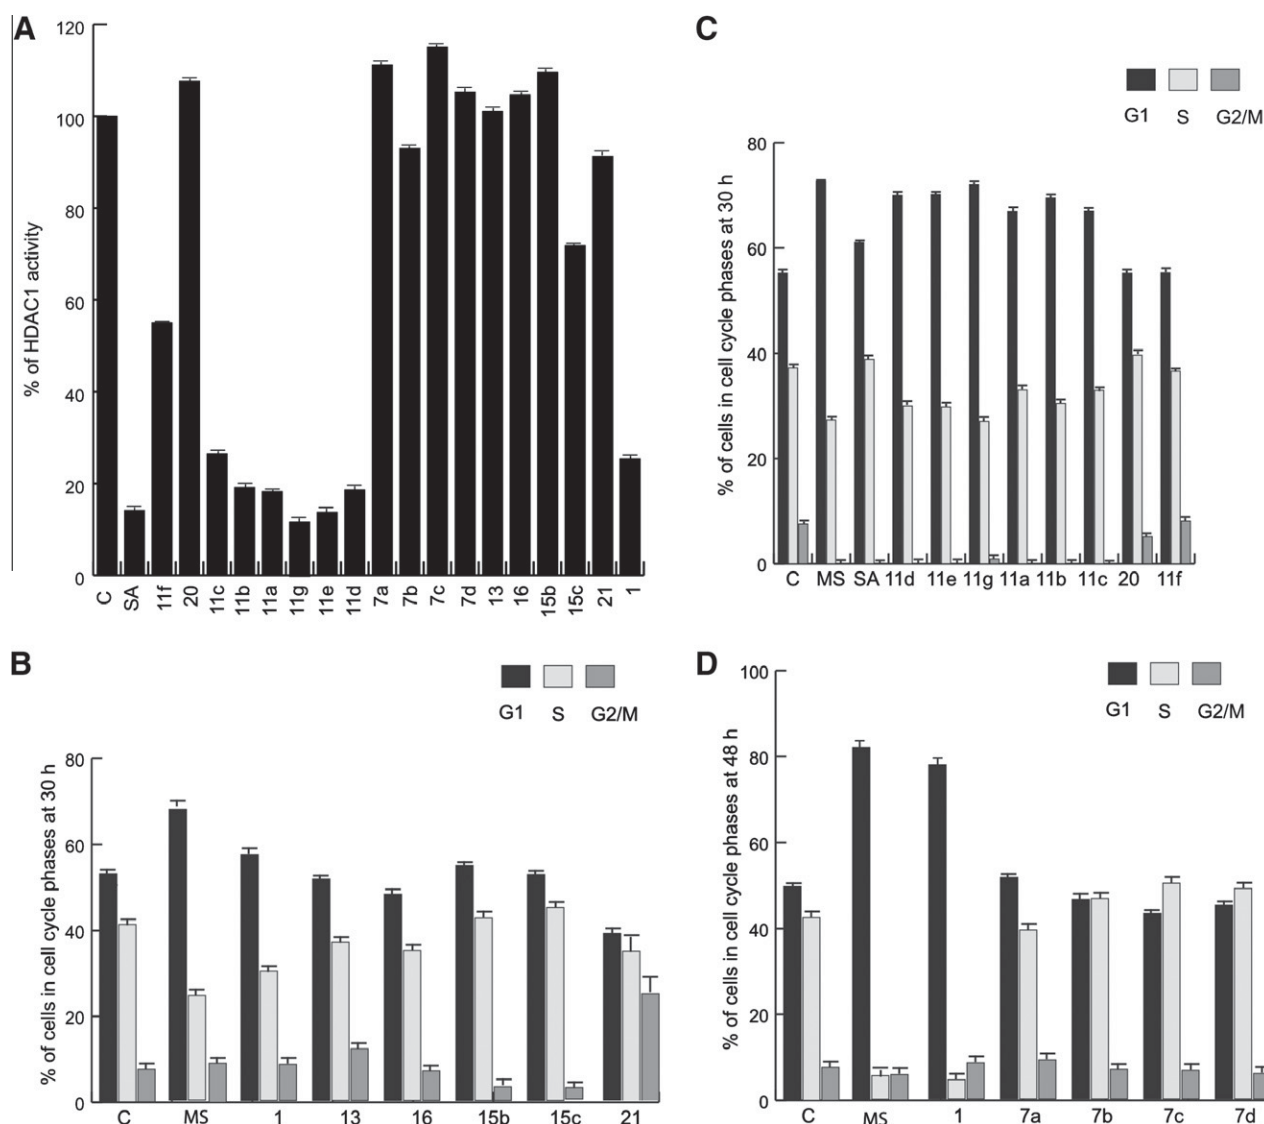 A
% of HDAC1 activity
120
100
80
60
40
20
0
C SA 11f 20 11c 11b 11a 11g 11e 11d 7a 7b 7c 7d 13 16 15b 15c 21 1
C
G1 S G2/M
% of cells in cell cycle phases at 30 h
80
60
40
20
0
C MS SA 11d 11e 11g 11a 11b 11c 20 11f
B
G1 S G2/M
% of cells in cell cycle phases at 30 h
80
60
40
20
0
C MS 1 13 16 15b 15c 21
D
G1 S G2/M
% of cells in cell cycle phases at 48 h
100
80
60
40
20
0
C MS 1 7a 7b 7c 7d